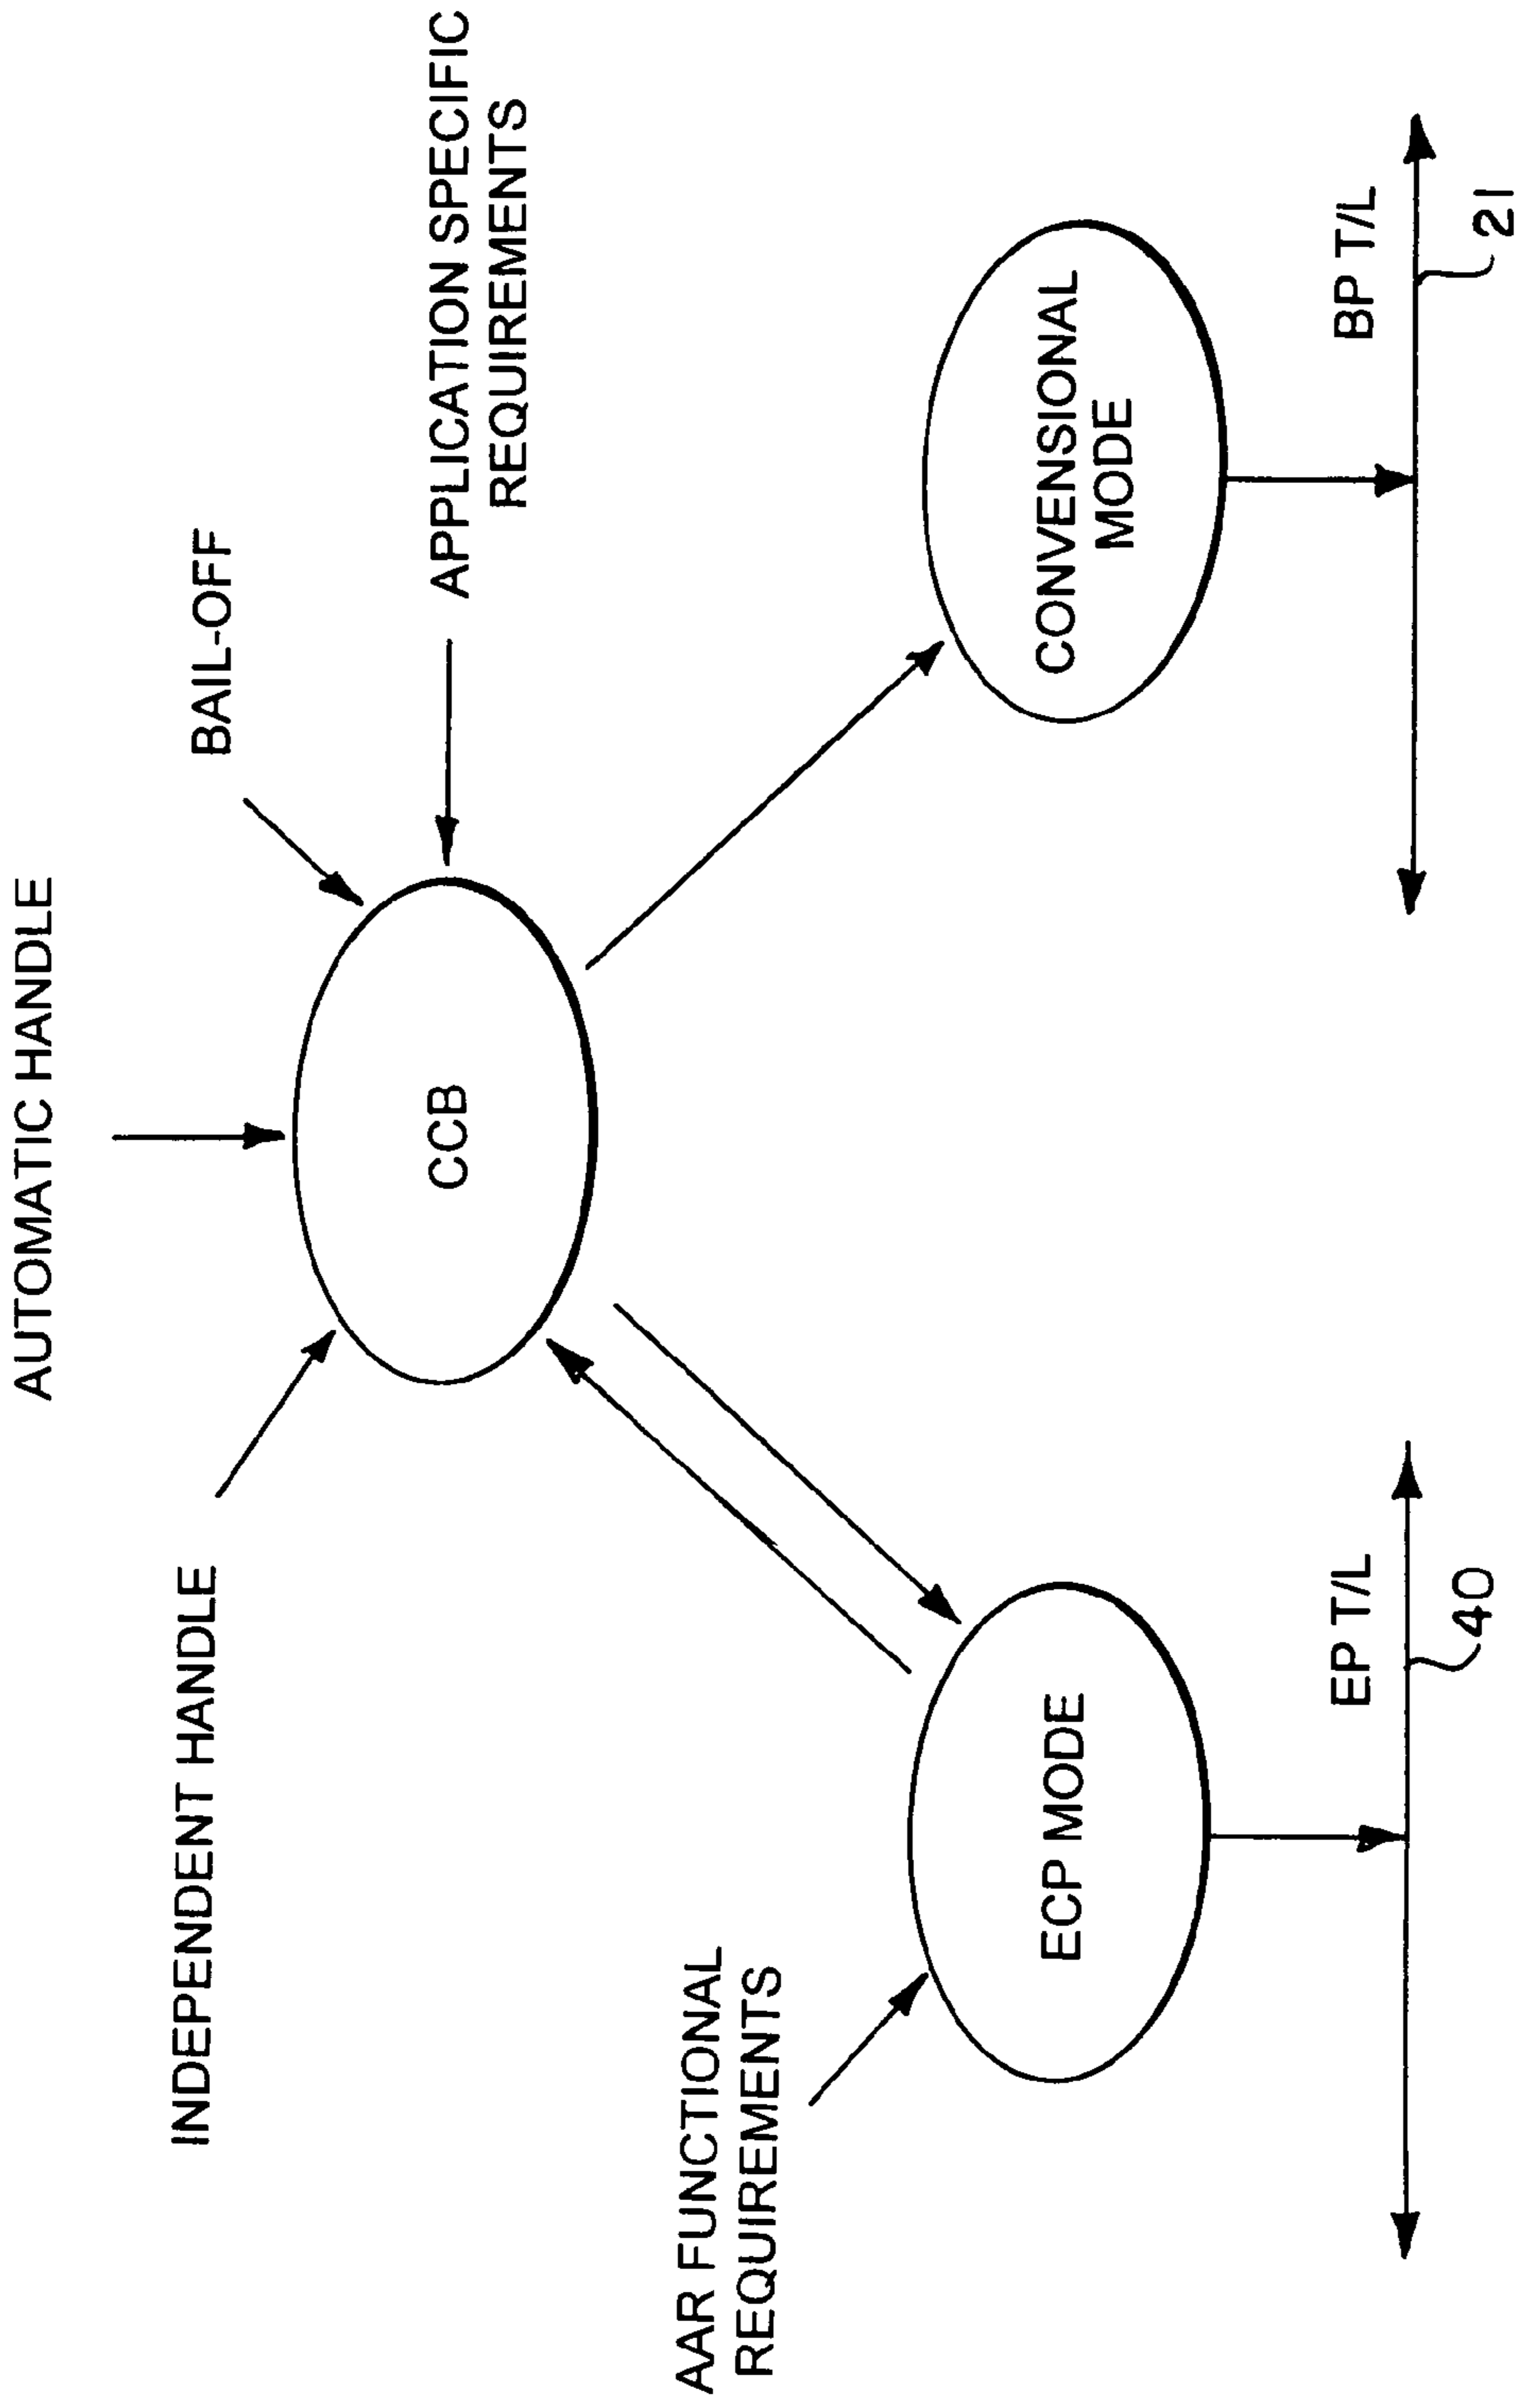 AUTOMATIC HANDLE
INDEPENDENT HANDLE
BAIL-OFF
CCB
APPLICATION SPECIFIC
REQUIREMENTS
AAR FUNCTIONAL
REQUIREMENTS
ECP MODE
CONVENSIONAL
MODE
EP T/L
40
BP T/L
21